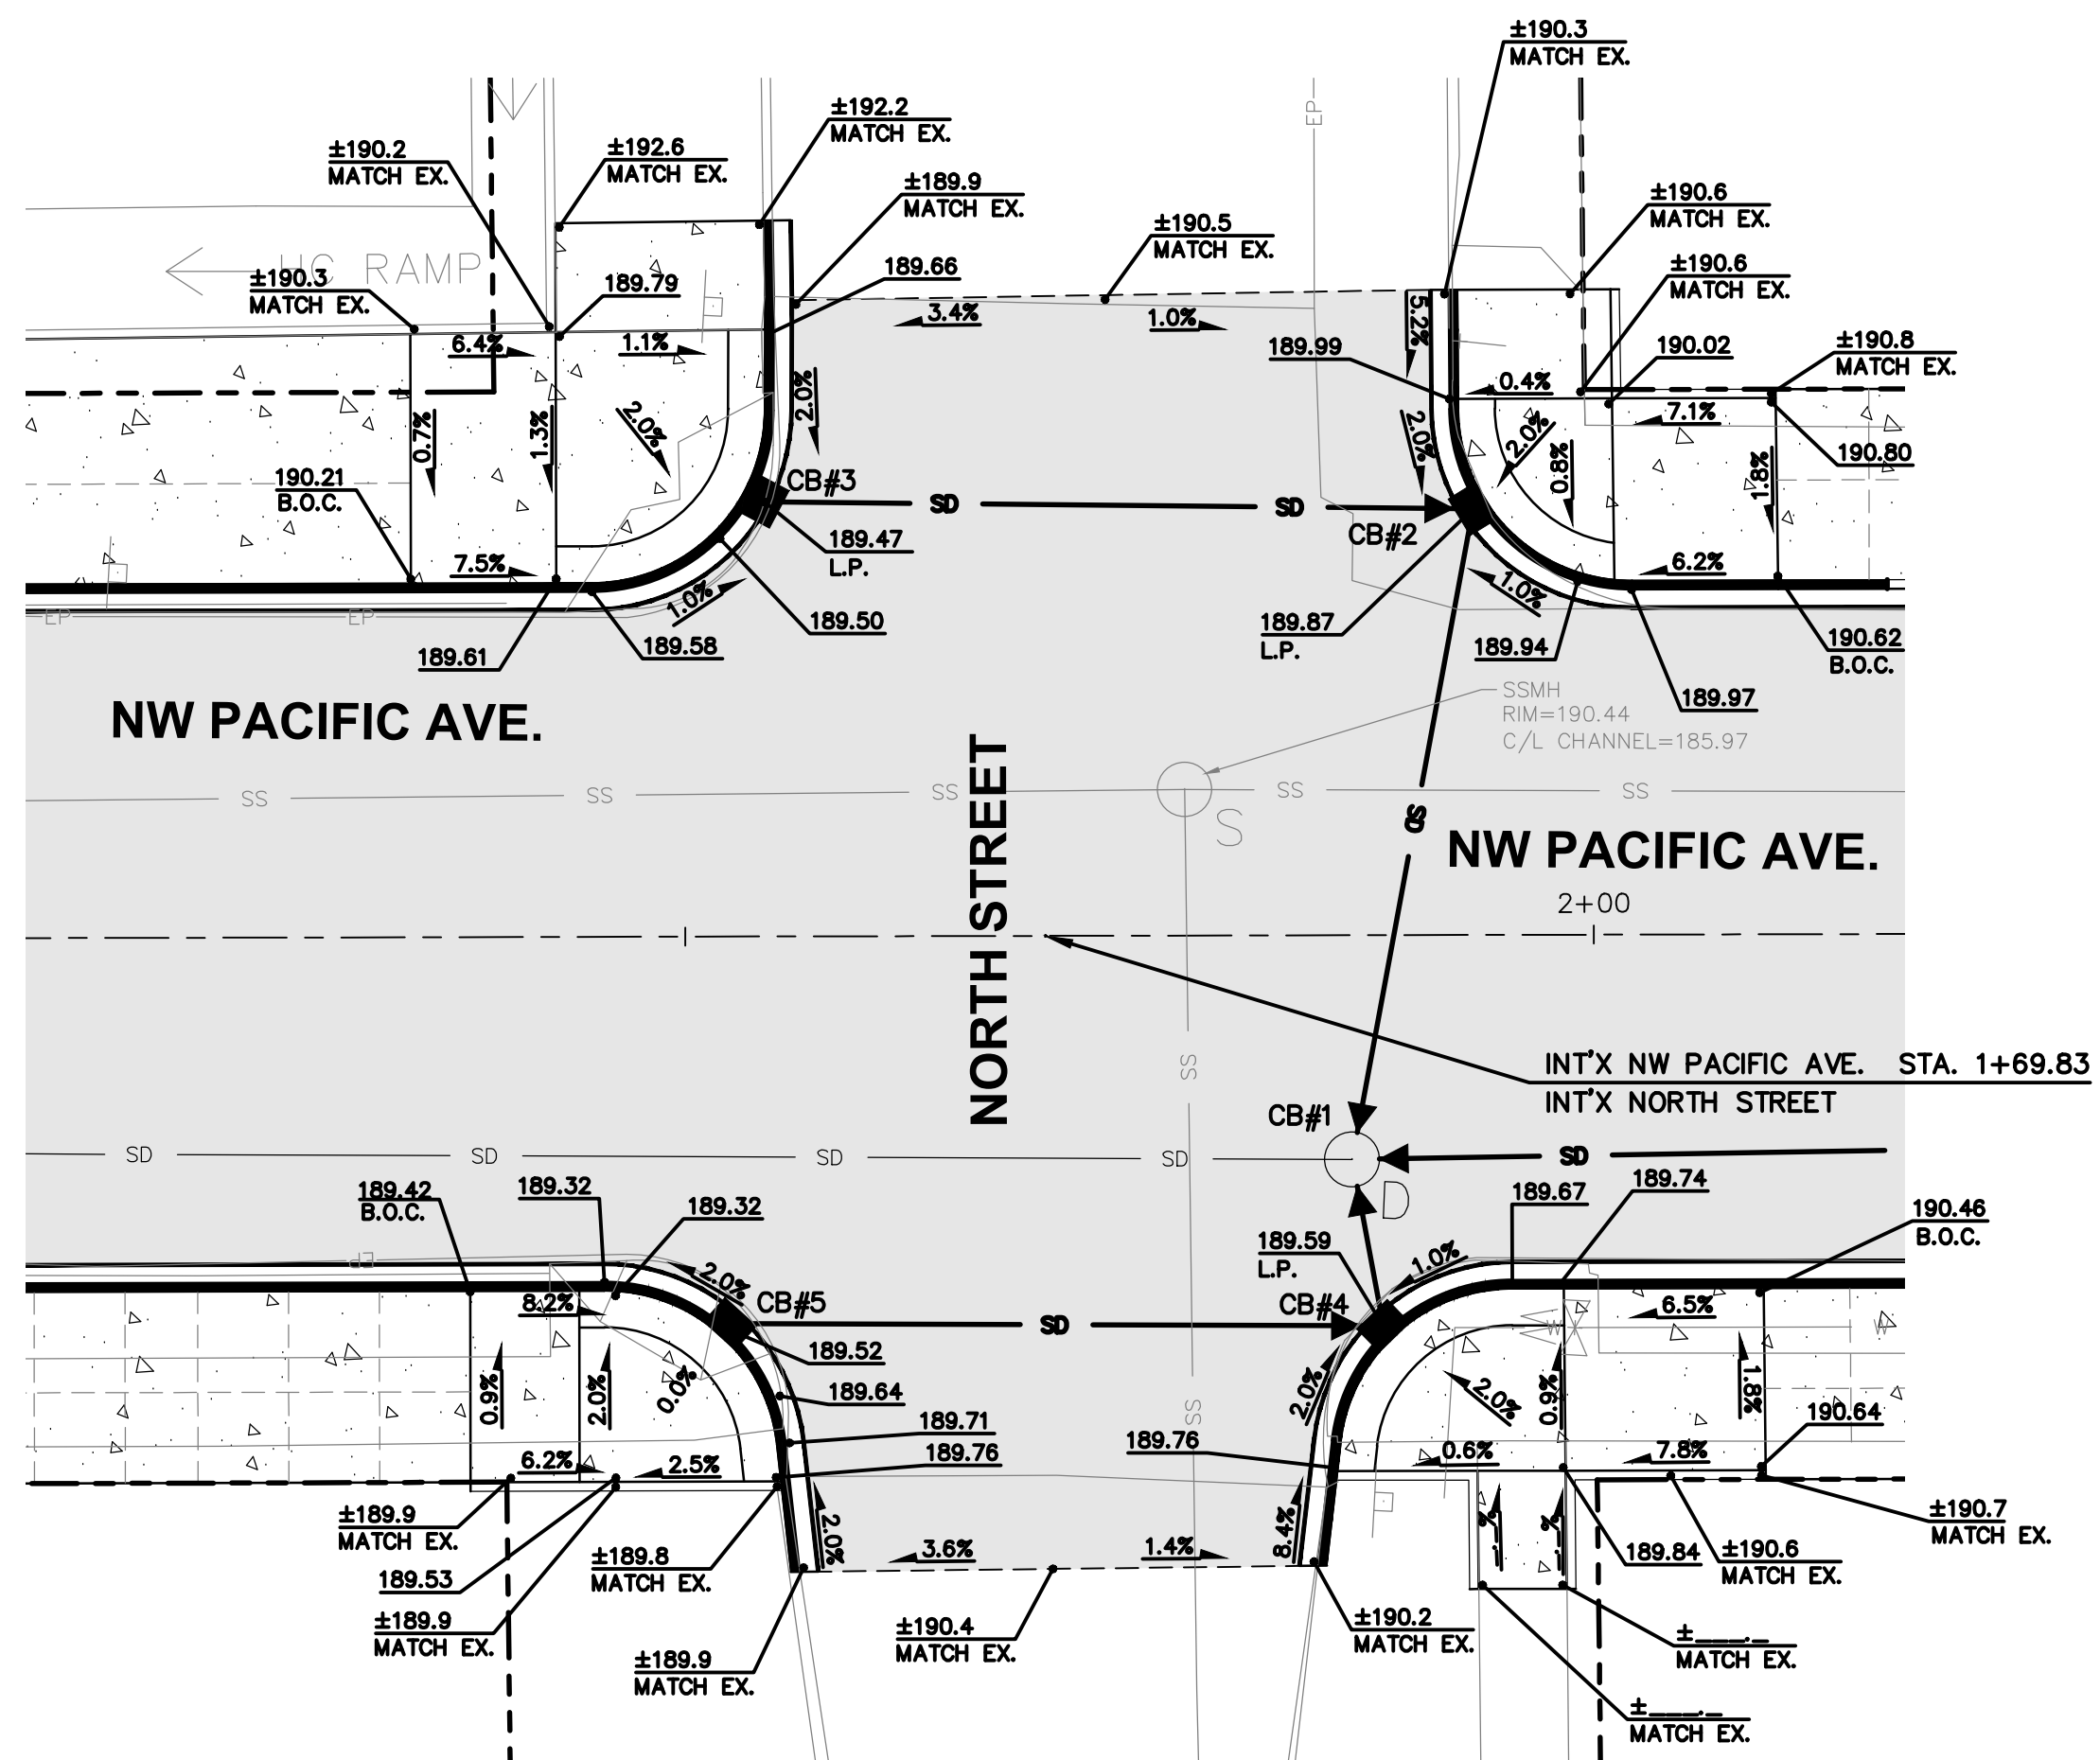 ±190.3
MATCH EX.
±192.2
MATCH EX.
±190.2
MATCH EX.
±192.6
MATCH EX.
±189.9
MATCH EX.
±190.5
MATCH EX.
±190.6
MATCH EX.
EP
HC RAMP
±190.3
MATCH EX.
189.79
189.66
±190.6
MATCH EX.
6.4%
1.1%
3.4%
1.0%
5.2%
189.99
190.02
±190.8
MATCH EX.
0.4%
7.1%
2.0%
0.7%
1.3%
2.0%
2.0%
2.0%
0.8%
1.8%
190.80
190.21
B.O.C.
CB#3
SD
SD
CB#2
7.5%
189.47
L.P.
6.2%
1.0%
1.0%
EP
EP
189.50
189.87
L.P.
189.61
189.58
189.94
190.62
B.O.C.
189.97
SSMH
RIM=190.44
C/L CHANNEL=185.97
NW PACIFIC AVE.
NORTH STREET
SS
SS
SS
SS
SS
S
SD
NW PACIFIC AVE.
2+00
SS
INT'X NW PACIFIC AVE. STA. 1+69.83
INT'X NORTH STREET
CB#1
SD
SD
SD
SD
SD
D
189.42
B.O.C.
189.32
189.32
189.67
189.74
190.46
B.O.C.
EP
2.0%
189.59
L.P.
1.0%
8.2%
CB#5
SD
CB#4
6.5%
W
W
189.52
0.9%
2.0%
0.0%
189.64
2.0%
2.0%
0.9%
1.8%
SS
189.71
190.64
189.76
189.76
6.2%
2.5%
0.6%
7.8%
±189.9
MATCH EX.
2.0%
3.6%
1.4%
8.4%
_._%
_._%
±190.7
MATCH EX.
189.53
±189.8
MATCH EX.
189.84
±190.6
MATCH EX.
±189.9
MATCH EX.
±190.4
MATCH EX.
±190.2
MATCH EX.
±189.9
MATCH EX.
±___._
MATCH EX.
±___._
MATCH EX.